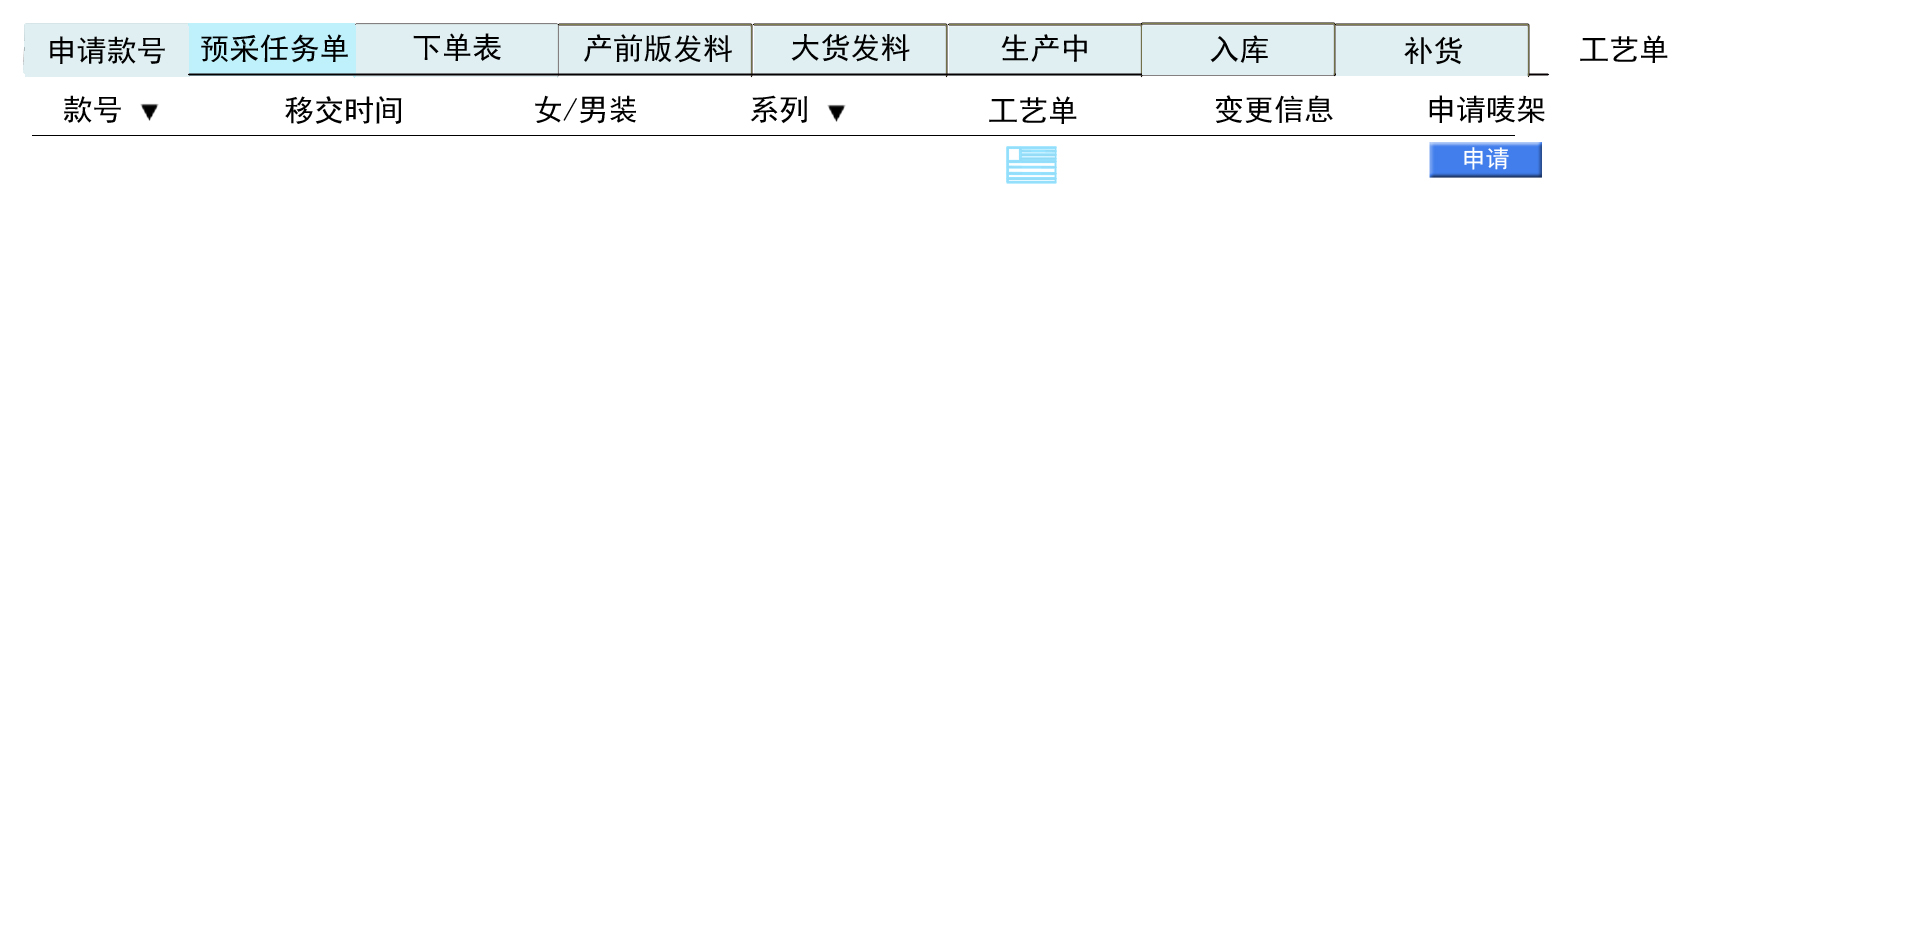 申请款号 预采任务单 下单表 产前版发料 大货发料 生产中 入库 补货 工艺单
款号 ▼ 移交时间 女/男装 系列 ▼ 工艺单 变更信息 申请唛架
申请